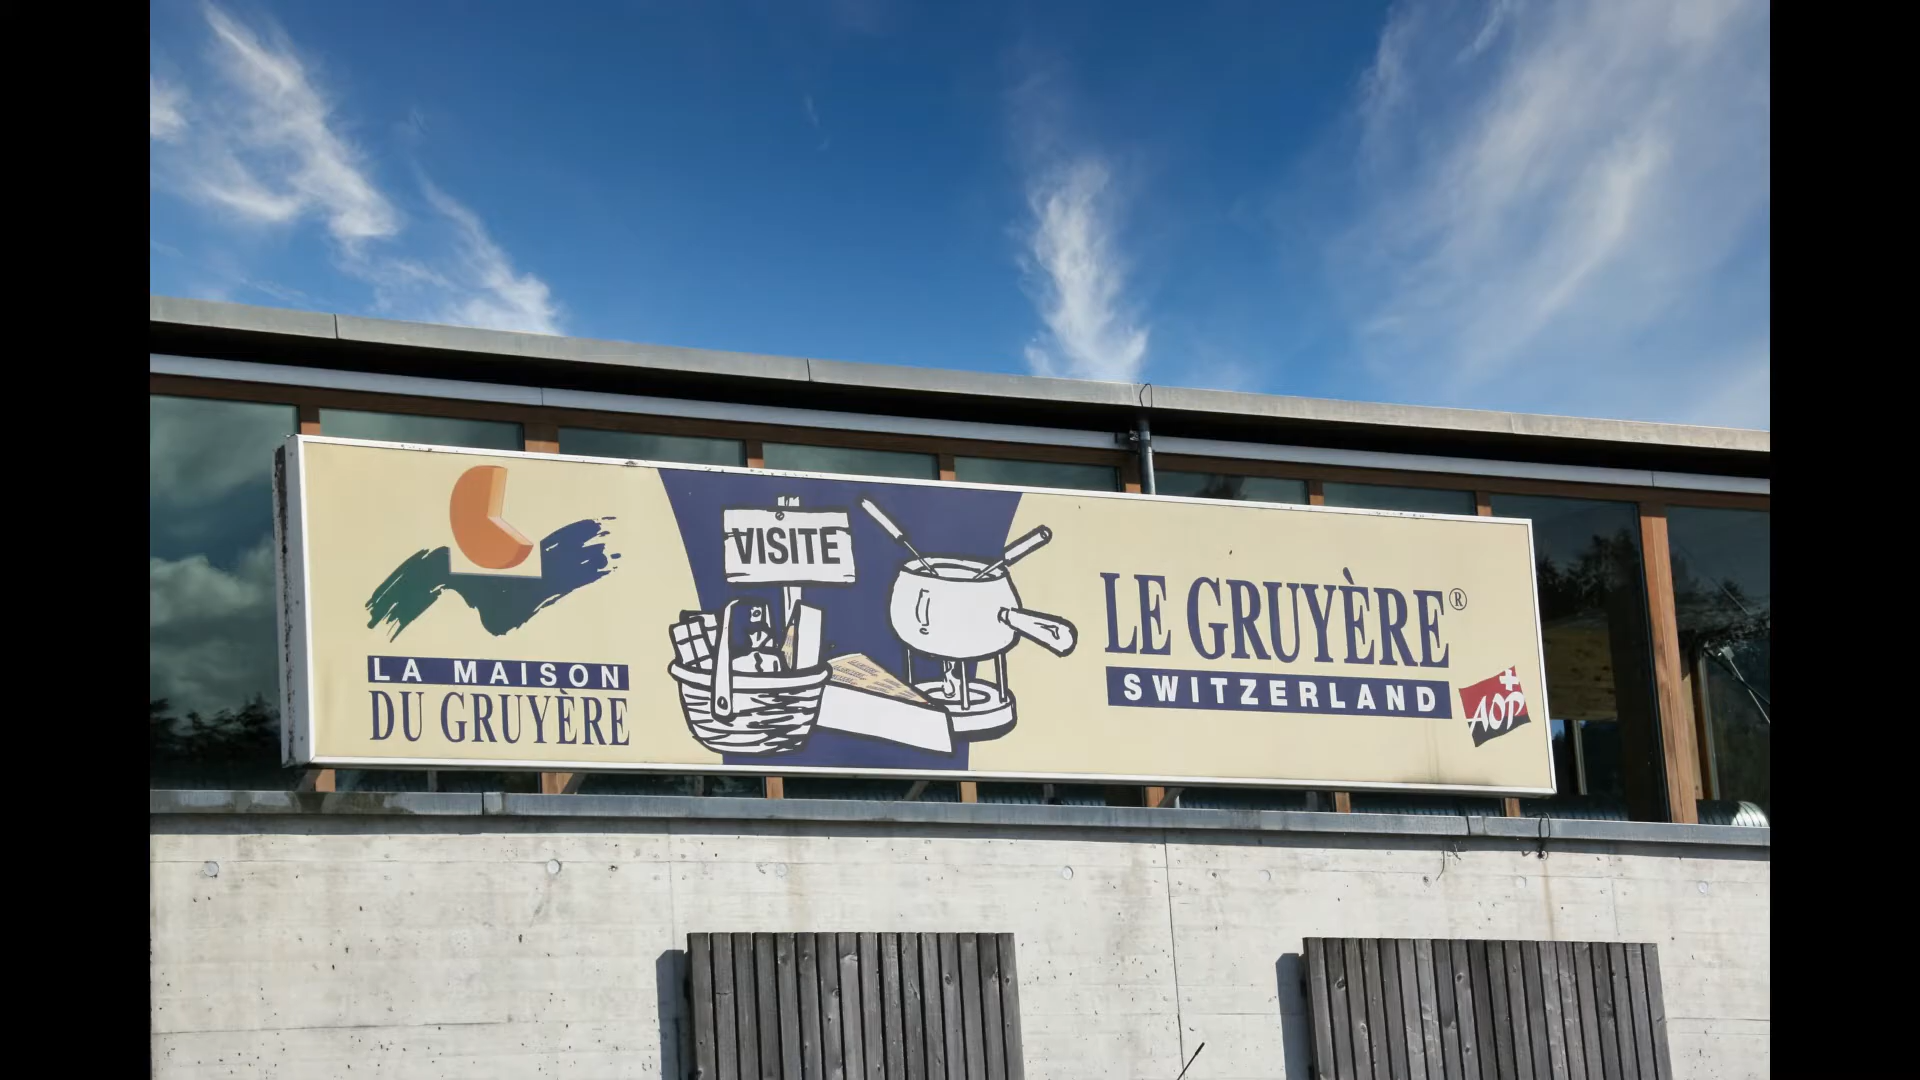 LA MAISON
DU GRUYÈRE
VISITE
LE GRUYÈRE®
SWITZERLAND
AOP